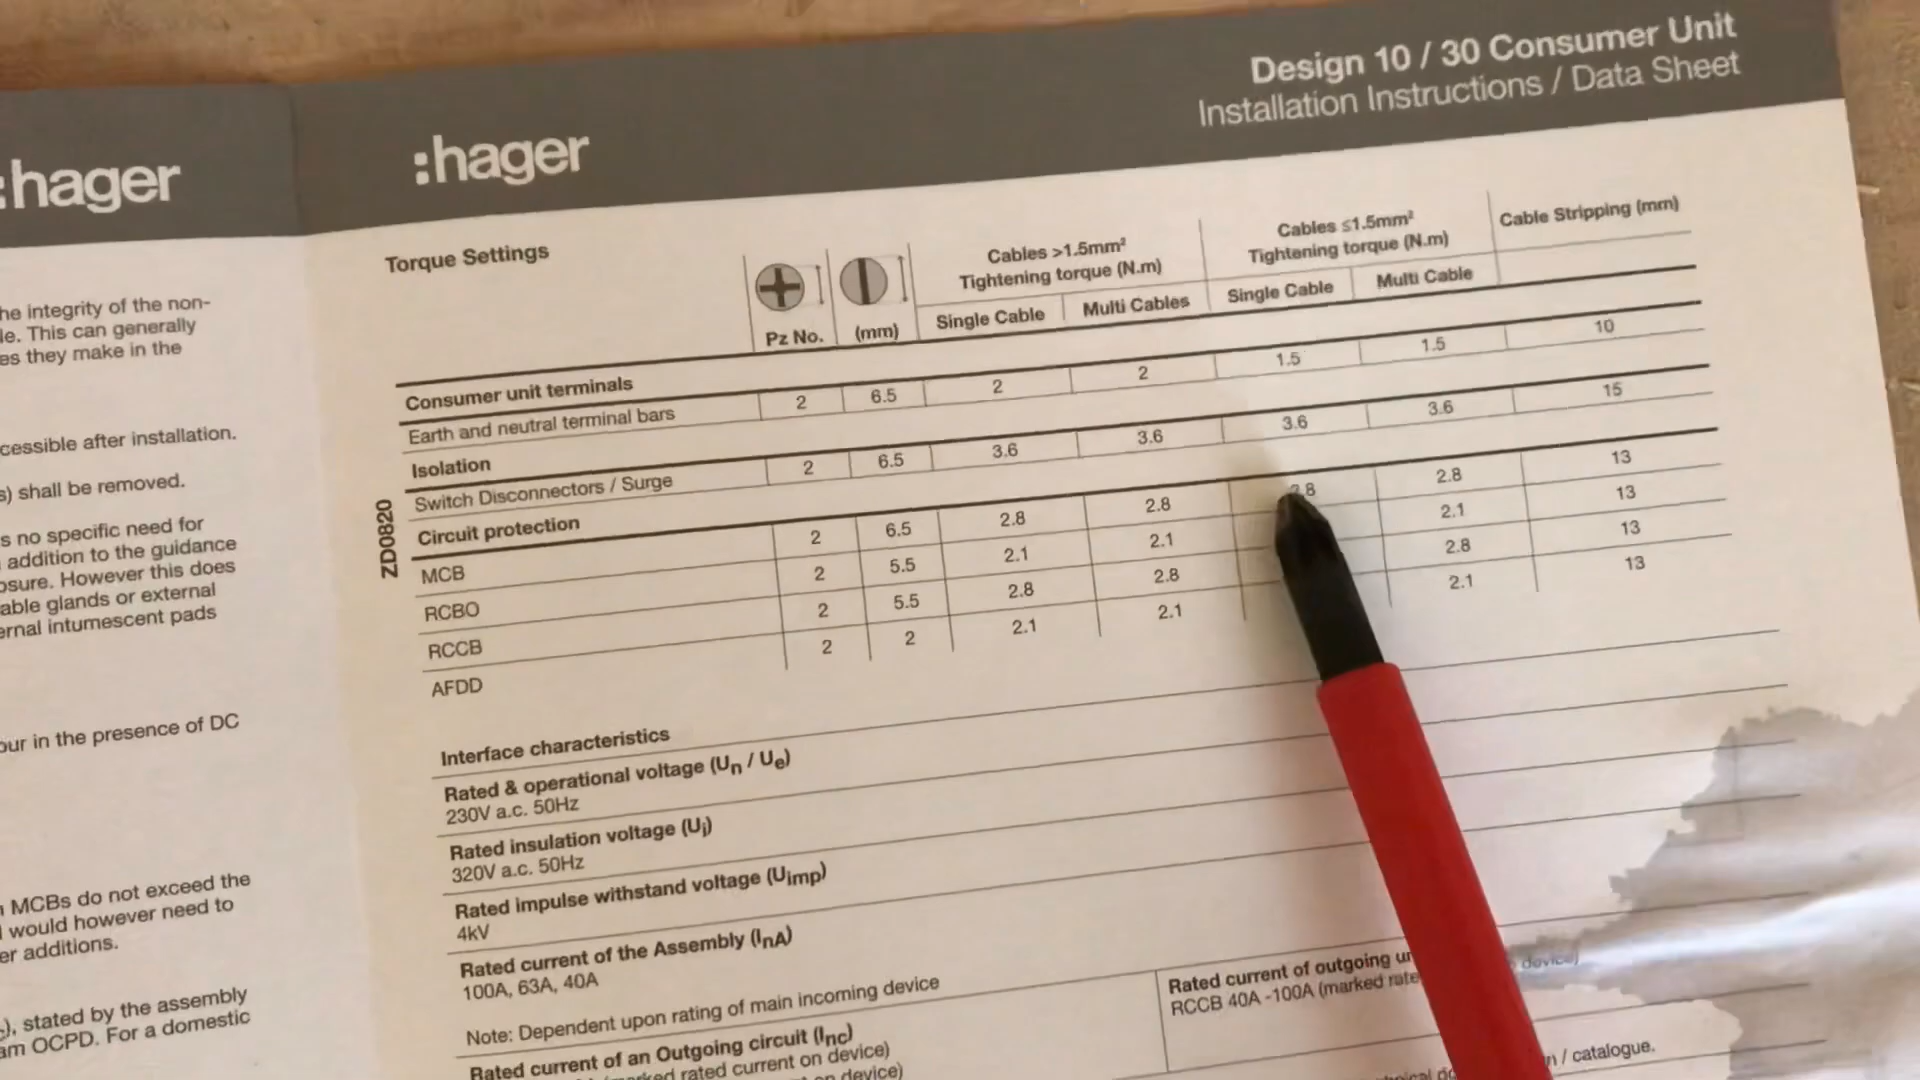 :hager
he integrity of the non-
le. This can generally
es they make in the
cessible after installation.
s) shall be removed.
s no specific need for
addition to the guidance
osure. However this does
able glands or external
ernal intumescent pads
our in the presence of DC
MCBs do not exceed the
would however need to
er additions.
), stated by the assembly
am OCPD. For a domestic
:hager
Design 10 / 30 Consumer Unit
Installation Instructions / Data Sheet
ZD0820
Torque Settings
Cables >1.5mm² Cables ≤1.5mm² Cable Stripping (mm)
Tightening torque (N.m) Tightening torque (N.m)
Pz No. (mm) Single Cable Multi Cables Single Cable Multi Cable
Consumer unit terminals
Earth and neutral terminal bars 2 6.5 2 2 1.5 1.5 10
Isolation
Switch Disconnectors / Surge 2 6.5 3.6 3.6 3.6 3.6 15
Circuit protection
MCB 2 6.5 2.8 2.8 2.8 2.8 13
RCBO 2 5.5 2.1 2.1 2.1 13
RCCB 2 5.5 2.8 2.8 2.8 13
AFDD 2 2 2.1 2.1 2.1 13
Interface characteristics
Rated & operational voltage (Un / Ue)
230V a.c. 50Hz
Rated insulation voltage (Ui)
320V a.c. 50Hz
Rated impulse withstand voltage (Uimp)
4kV
Rated current of the Assembly (InA)
100A, 63A, 40A
Note: Dependent upon rating of main incoming device
Rated current of an Outgoing circuit (Inc)
rated current on device)
device)
Rated current of outgoing
RCCB 40A -100A (marked rate
device)
/ catalogue.